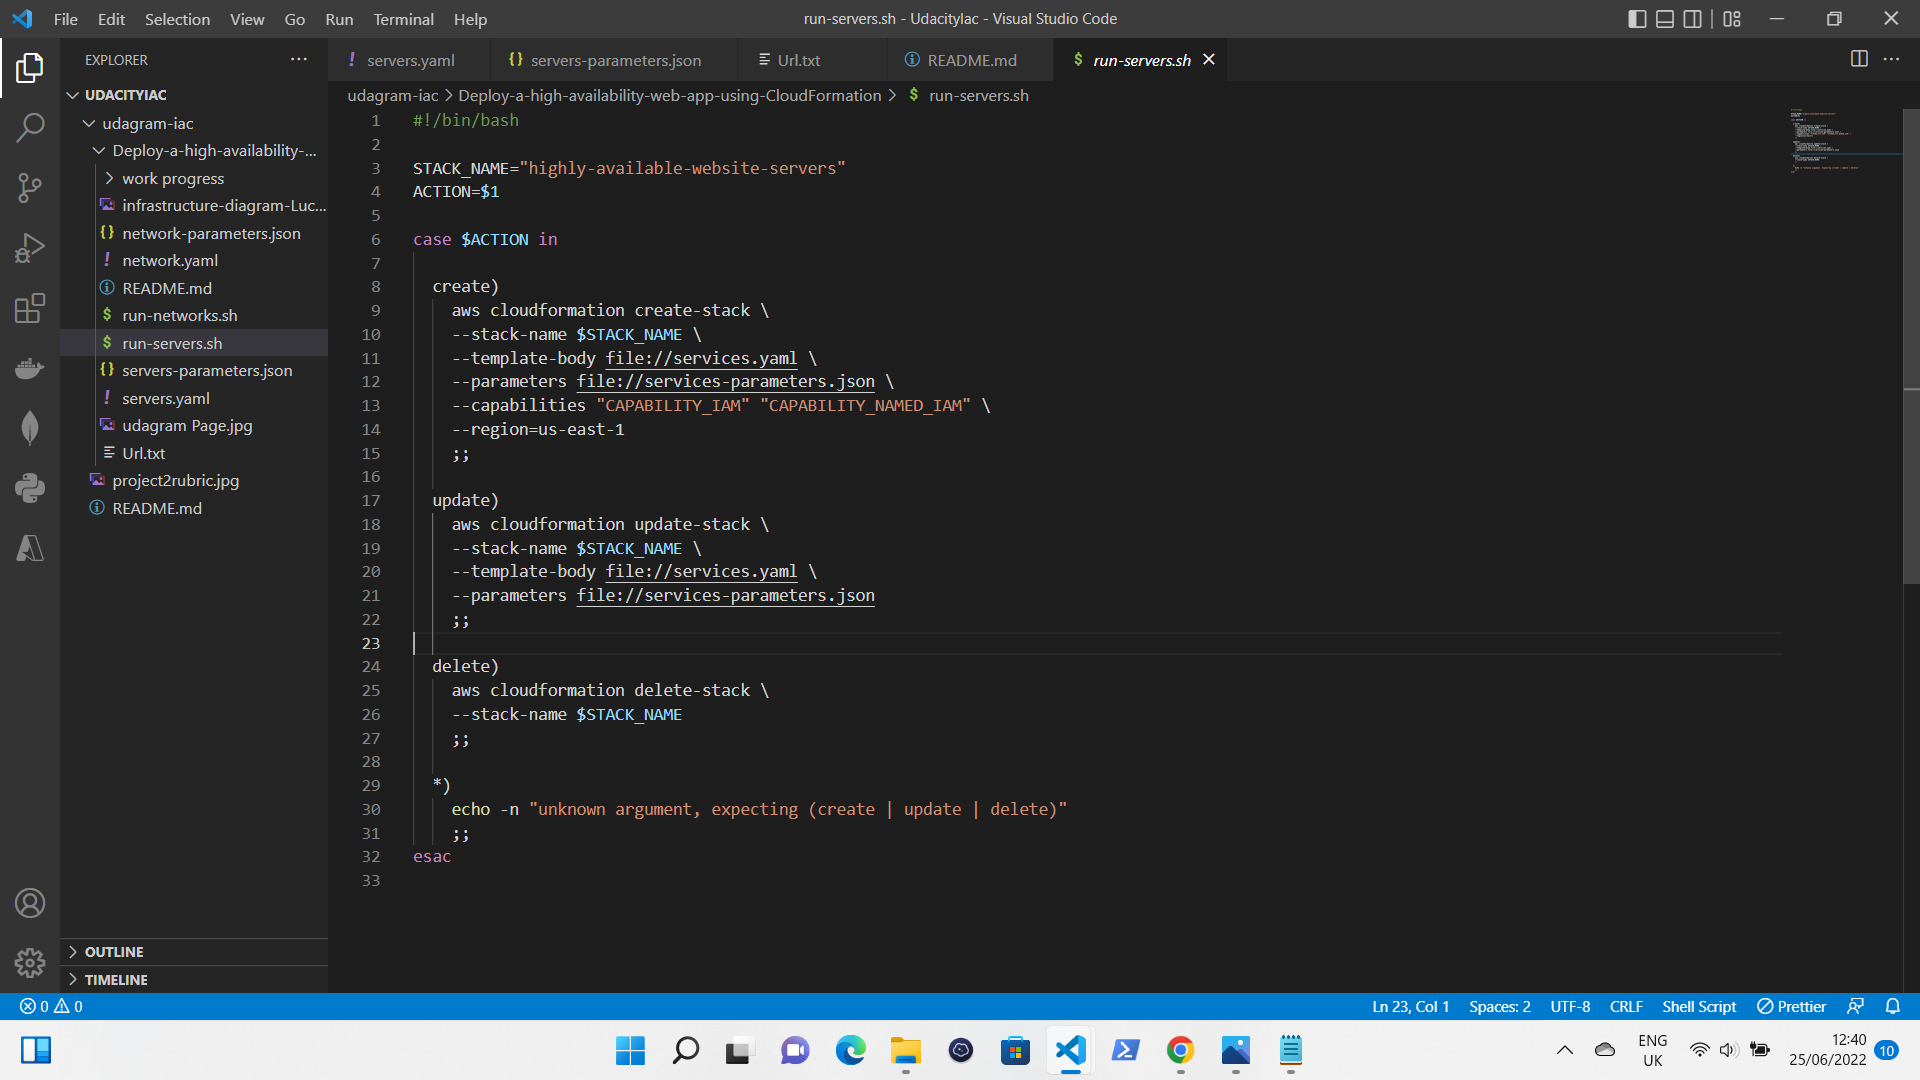 File Edit Selection View Go Run Terminal Help
run-servers.sh - UdacityIac - Visual Studio Code
EXPLORER
servers.yaml
servers-parameters.json
Url.txt
README.md
run-servers.sh
UDACITYIAC
udagram-iac
Deploy-a-high-availability-...
work progress
infrastructure-diagram-Luc...
network-parameters.json
network.yaml
README.md
run-networks.sh
run-servers.sh
servers-parameters.json
servers.yaml
udagram Page.jpg
Url.txt
project2rubric.jpg
README.md
OUTLINE
TIMELINE
udagram-iac > Deploy-a-high-availability-web-app-using-CloudFormation > $ run-servers.sh
1 #!/bin/bash
2
3 STACK_NAME="highly-available-website-servers"
4 ACTION=$1
5
6 case $ACTION in
7
8 create)
9 aws cloudformation create-stack \
10 --stack-name $STACK_NAME \
11 --template-body file://services.yaml \
12 --parameters file://services-parameters.json \
13 --capabilities "CAPABILITY_IAM" "CAPABILITY_NAMED_IAM" \
14 --region=us-east-1
15 ;;
16
17 update)
18 aws cloudformation update-stack \
19 --stack-name $STACK_NAME \
20 --template-body file://services.yaml \
21 --parameters file://services-parameters.json
22 ;;
23
24 delete)
25 aws cloudformation delete-stack \
26 --stack-name $STACK_NAME
27 ;;
28
29 *)
30 echo -n "unknown argument, expecting (create | update | delete)"
31 ;;
32 esac
33
0 0
Ln 23, Col 1 Spaces: 2 UTF-8 CRLF Shell Script Prettier
ENG
UK
12:40
25/06/2022
10